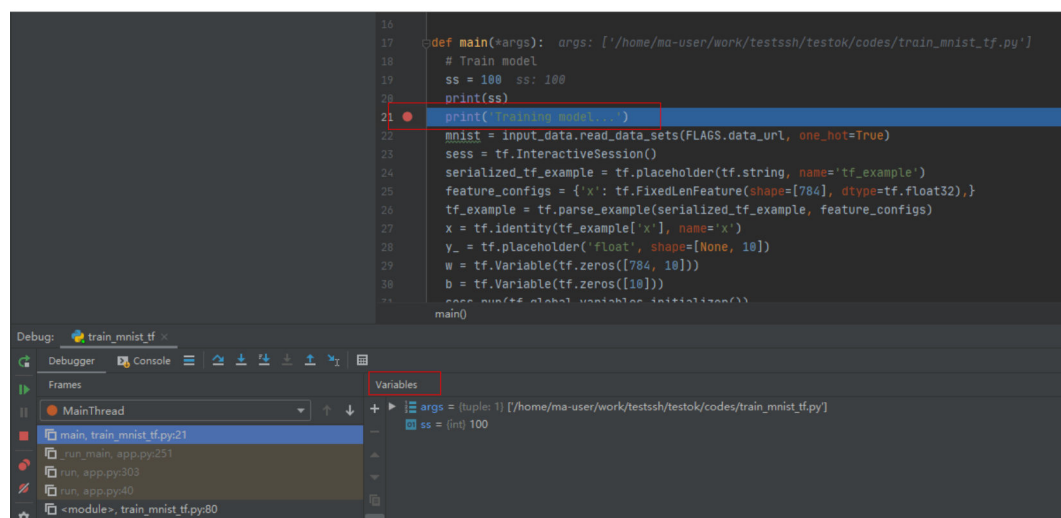 16
17 def main(*args):  args: ['/home/ma-user/work/testssh/testok/codes/train_mnist_tf.py']
18 # Train model
19 ss = 100  ss: 100
20 print(ss)
21 print('Training model...')
22 mnist = input_data.read_data_sets(FLAGS.data_url, one_hot=True)
23 sess = tf.InteractiveSession()
24 serialized_tf_example = tf.placeholder(tf.string, name='tf_example')
25 feature_configs = {'x': tf.FixedLenFeature(shape=[784], dtype=tf.float32),}
26 tf_example = tf.parse_example(serialized_tf_example, feature_configs)
27 x = tf.identity(tf_example['x'], name='x')
28 y_ = tf.placeholder('float', shape=[None, 10])
29 w = tf.Variable(tf.zeros([784, 10]))
30 b = tf.Variable(tf.zeros([10]))
31 sess.run(tf.global_variables_initializer())
main()
Debug: train_mnist_tf
Debugger Console
Frames
Variables
MainThread
args = {tuple: 1} ['/home/ma-user/work/testssh/testok/codes/train_mnist_tf.py']
ss = {int} 100
main, train_mnist_tf.py:21
_run_main, app.py:251
run, app.py:303
run, app.py:40
<module>, train_mnist_tf.py:80